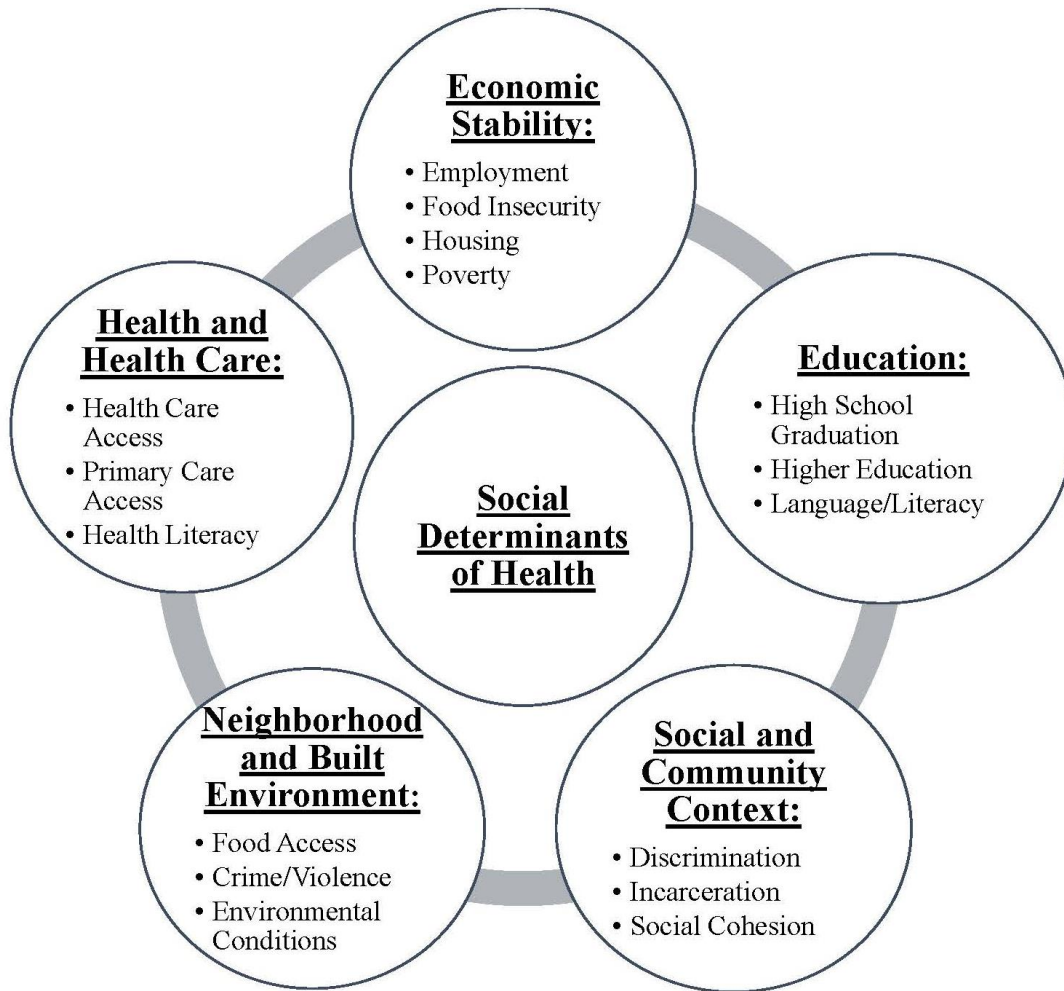 Economic
Stability:
• Employment
• Food Insecurity
• Housing
• Poverty
Health and
Health Care:
• Health Care
Access
• Primary Care
Access
• Health Literacy
Education:
• High School
Graduation
• Higher Education
• Language/Literacy
Social
Determinants
of Health
Neighborhood
and Built
Environment:
• Food Access
• Crime/Violence
• Environmental
Conditions
Social and
Community
Context:
• Discrimination
• Incarceration
• Social Cohesion